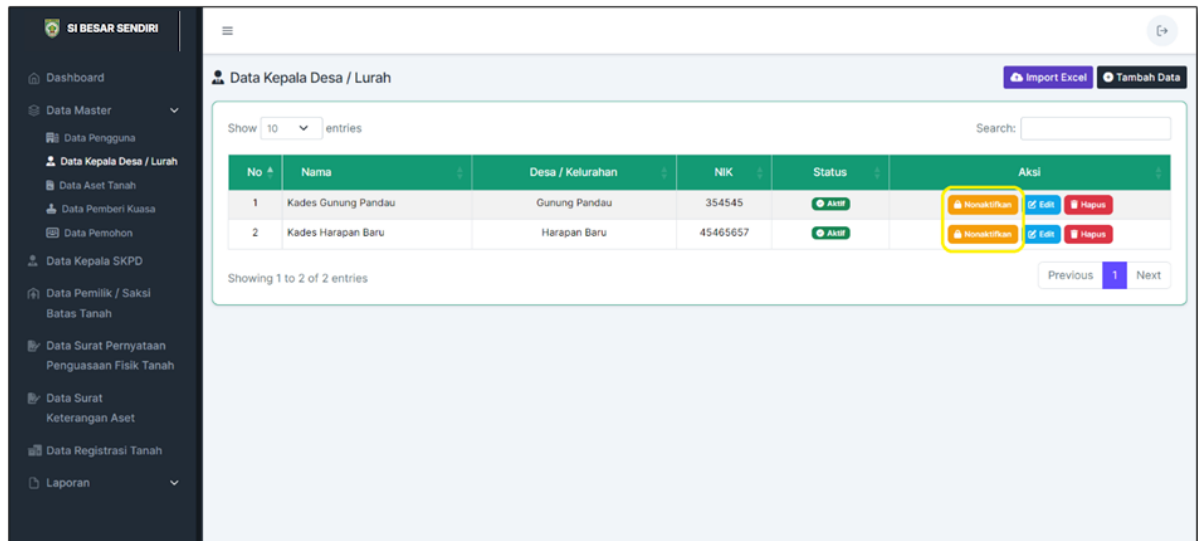 SI BESAR SENDIRI
Dashboard
Data Master
Data Pengguna
Data Kepala Desa / Lurah
Data Aset Tanah
Data Pemberi Kuasa
Data Pemohon
Data Kepala SKPD
Data Pemilik / Saksi
Batas Tanah
Data Surat Pernyataan
Penguasaan Fisik Tanah
Data Surat
Keterangan Aset
Data Registrasi Tanah
Laporan
Data Kepala Desa / Lurah
Import Excel Tambah Data
Show 10 entries Search:
No Nama Desa / Kelurahan NIK Status Aksi
1 Kades Gunung Pandau Gunung Pandau 354545 Aktif Nonaktifkan Edit Hapus
2 Kades Harapan Baru Harapan Baru 45465657 Aktif Nonaktifkan Edit Hapus
Showing 1 to 2 of 2 entries Previous 1 Next